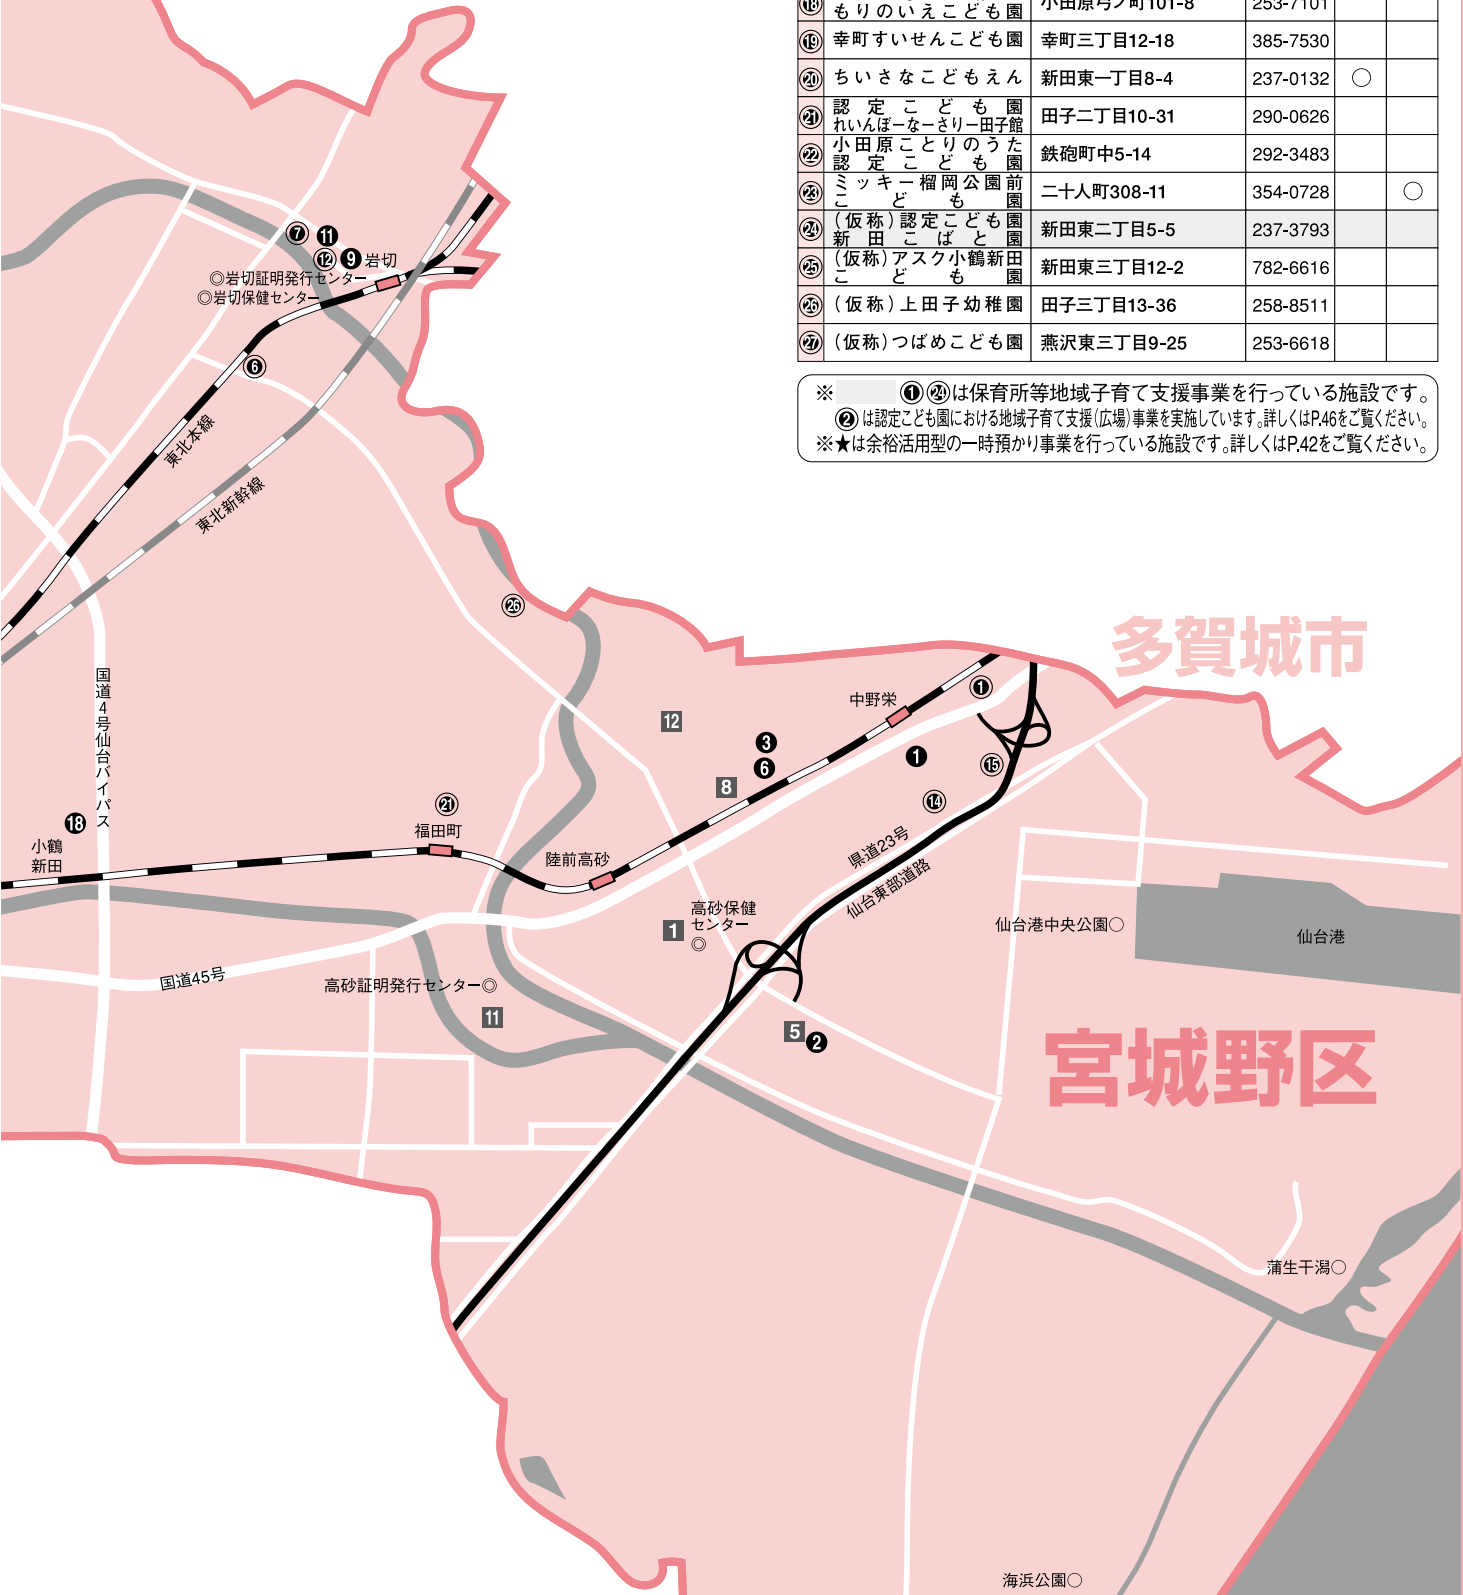 ⑱ もりのいえこども園 小田原弓ノ町101-8 253-7101
⑲ 幸町すいせんこども園 幸町三丁目12-18 385-7530
⑳ ちいさなこどもえん 新田東一丁目8-4 237-0132 ○
㉑ 認定こども園 れいんぼーなーさりー田子館 田子二丁目10-31 290-0626
㉒ 小田原ことりのうた 認定こども園 鉄砲町中5-14 292-3483
㉓ ミッキー榴岡公園前 こども園 二十人町308-11 354-0728 ○
㉔ (仮称)認定こども園 新田こばと園 新田東二丁目5-5 237-3793
㉕ (仮称)アスク小鶴新田 こども園 新田東三丁目12-2 782-6616
㉖ (仮称)上田子幼稚園 田子三丁目13-36 258-8511
㉗ (仮称)つばめこども園 燕沢東三丁目9-25 253-6618
※ ❶㉔は保育所等地域子育て支援事業を行っている施設です。
②は認定こども園における地域子育て支援(広場)事業を実施しています。詳しくはP.46をご覧ください。
※★は余裕活用型の一時預かり事業を行っている施設です。詳しくはP.42をご覧ください。
⑦ ⓫
⑫ ❾ 岩切
◎岩切証明発行センター
◎岩切保健センター
⑥
東北本線
東北新幹線
㉖
多賀城市
国道4号仙台バイパス
中野栄
①
12
❸
❻
❶
⑮
8
⑭
㉑
福田町
⓲
小鶴
新田
陸前高砂
県道23号
仙台東部道路
高砂保健
センター
◎
1
仙台港中央公園○
仙台港
国道45号
高砂証明発行センター◎
11
5
❷
宮城野区
蒲生干潟○
海浜公園○